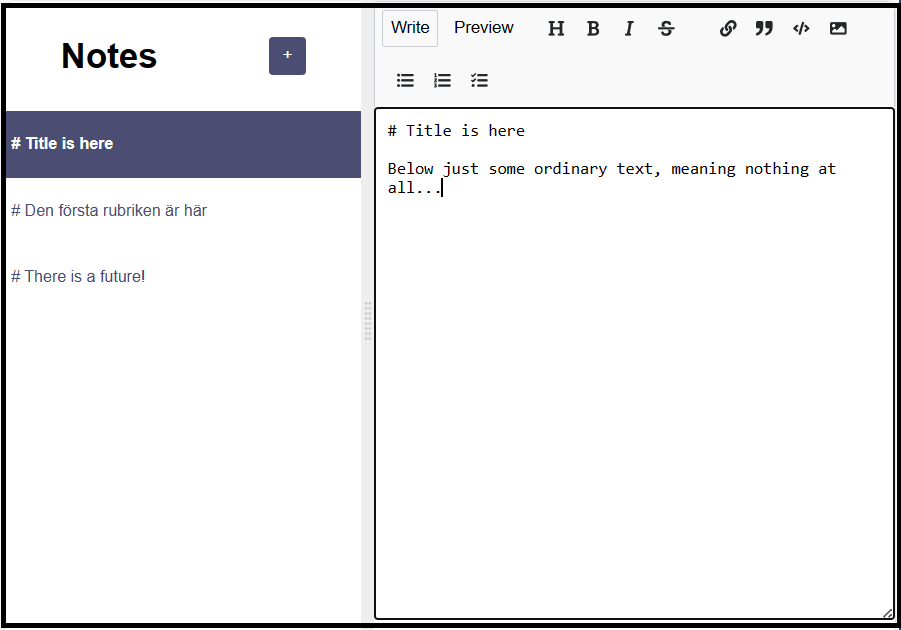 Notes
+
# Title is here
# Den första rubriken är här
# There is a future!
Write Preview H B I S
# Title is here
Below just some ordinary text, meaning nothing at
all...